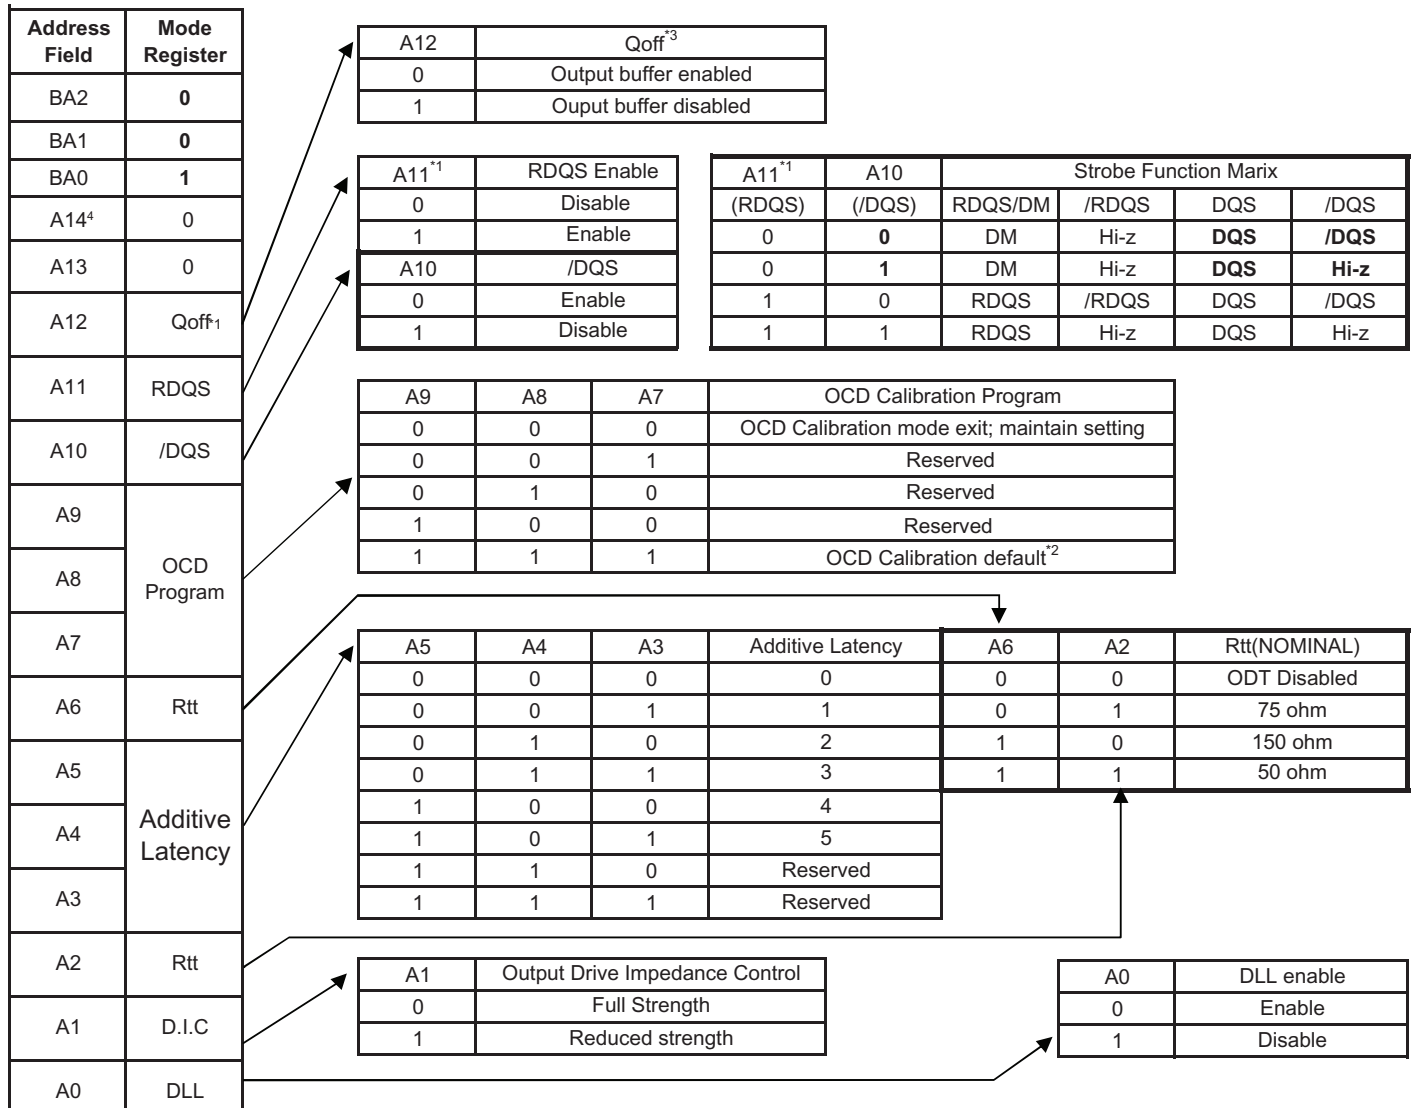 Address Field Mode Register
BA2 0
BA1 0
BA0 1
A14⁴ 0
A13 0
A12 Qoff*1
A11 RDQS
A10 /DQS
A9
A8
A7
OCD Program
A6 Rtt
A5
A4
A3
Additive Latency
A2 Rtt
A1 D.I.C
A0 DLL
A12 Qoff*3
0 Output buffer enabled
1 Ouput buffer disabled
A11*1 RDQS Enable
0 Disable
1 Enable
A10 /DQS
0 Enable
1 Disable
A11*1 A10 Strobe Function Marix
(RDQS) (/DQS) RDQS/DM /RDQS DQS /DQS
0 0 DM Hi-z DQS /DQS
0 1 DM Hi-z DQS Hi-z
1 0 RDQS /RDQS DQS /DQS
1 1 RDQS Hi-z DQS Hi-z
A9 A8 A7 OCD Calibration Program
0 0 0 OCD Calibration mode exit; maintain setting
0 0 1 Reserved
0 1 0 Reserved
1 0 0 Reserved
1 1 1 OCD Calibration default*2
A5 A4 A3 Additive Latency
0 0 0 0
0 0 1 1
0 1 0 2
0 1 1 3
1 0 0 4
1 0 1 5
1 1 0 Reserved
1 1 1 Reserved
A6 A2 Rtt(NOMINAL)
0 0 ODT Disabled
0 1 75 ohm
1 0 150 ohm
1 1 50 ohm
A1 Output Drive Impedance Control
0 Full Strength
1 Reduced strength
A0 DLL enable
0 Enable
1 Disable